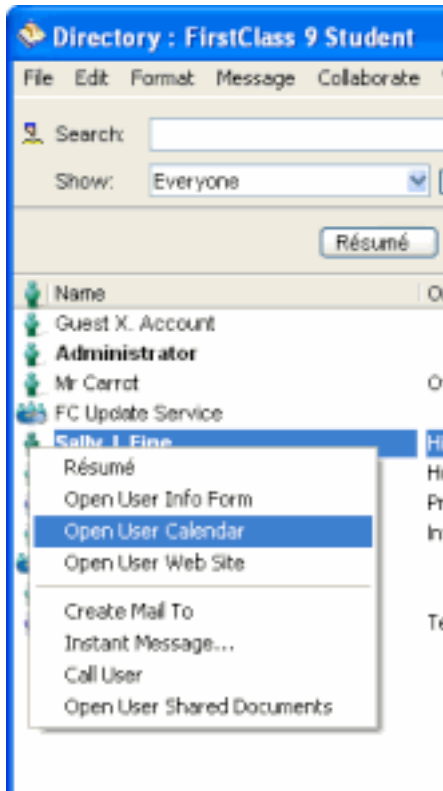 Directory : FirstClass 9 Student
File Edit Format Message Collaborate
Search:
Show: Everyone
Résumé
Name
Guest X. Account
Administrator
Mr Carrot
FC Update Service
Sally J. Fine
Résumé
Open User Info Form
Open User Calendar
Open User Web Site
Create Mail To
Instant Message...
Call User
Open User Shared Documents